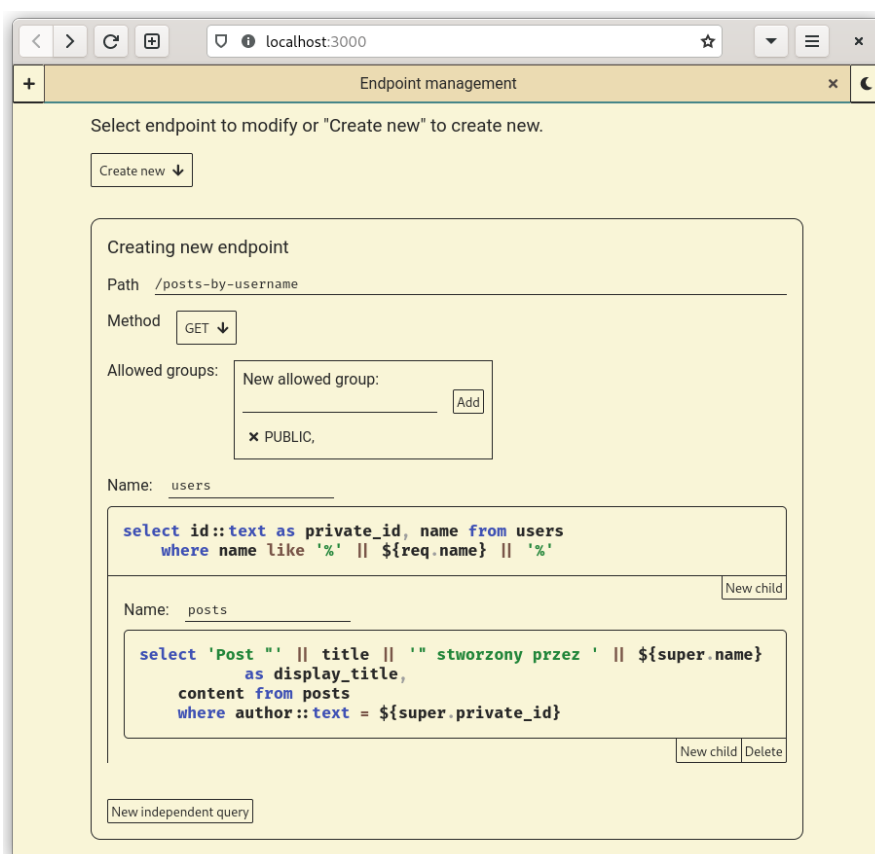 localhost:3000
Endpoint management
Select endpoint to modify or "Create new" to create new.
Create new
Creating new endpoint
Path /posts-by-username
Method GET
Allowed groups:
New allowed group:
Add
PUBLIC,
Name: users
select id::text as private_id, name from users
where name like '%' || ${req.name} || '%'
New child
Name: posts
select 'Post "' || title || '" stworzony przez ' || ${super.name}
as display_title,
content from posts
where author::text = ${super.private_id}
New child Delete
New independent query